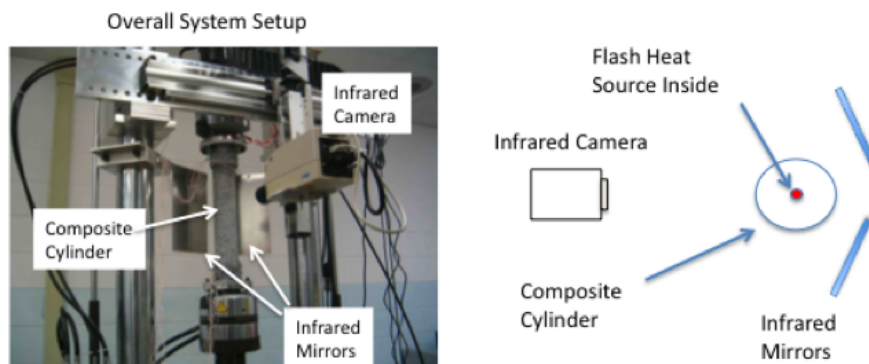 Overall System Setup
Infrared
Camera
Composite
Cylinder
Infrared
Mirrors
Flash Heat
Source Inside
Infrared Camera
Composite
Cylinder
Infrared
Mirrors